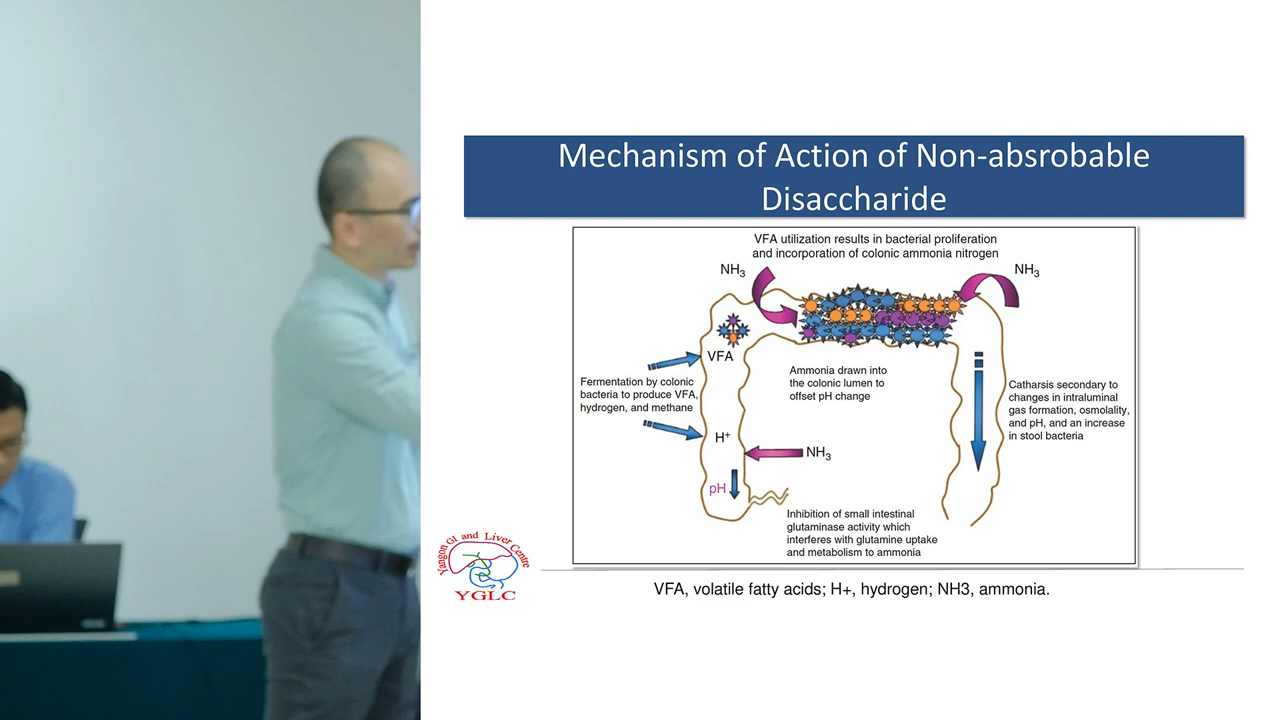 Mechanism of Action of Non-absrobable
Disaccharide
VFA utilization results in bacterial proliferation
and incorporation of colonic ammonia nitrogen
NH3
NH3
VFA
Fermentation by colonic
bacteria to produce VFA,
hydrogen, and methane
H+
Ammonia drawn into
the colonic lumen to
offset pH change
NH3
pH
Catharsis secondary to
changes in intraluminal
gas formation, osmolality,
and pH, and an increase
in stool bacteria
Inhibition of small intestinal
glutaminase activity which
interferes with glutamine uptake
and metabolism to ammonia
Yangon GI and Liver Centre
YGLC
VFA, volatile fatty acids; H+, hydrogen; NH3, ammonia.